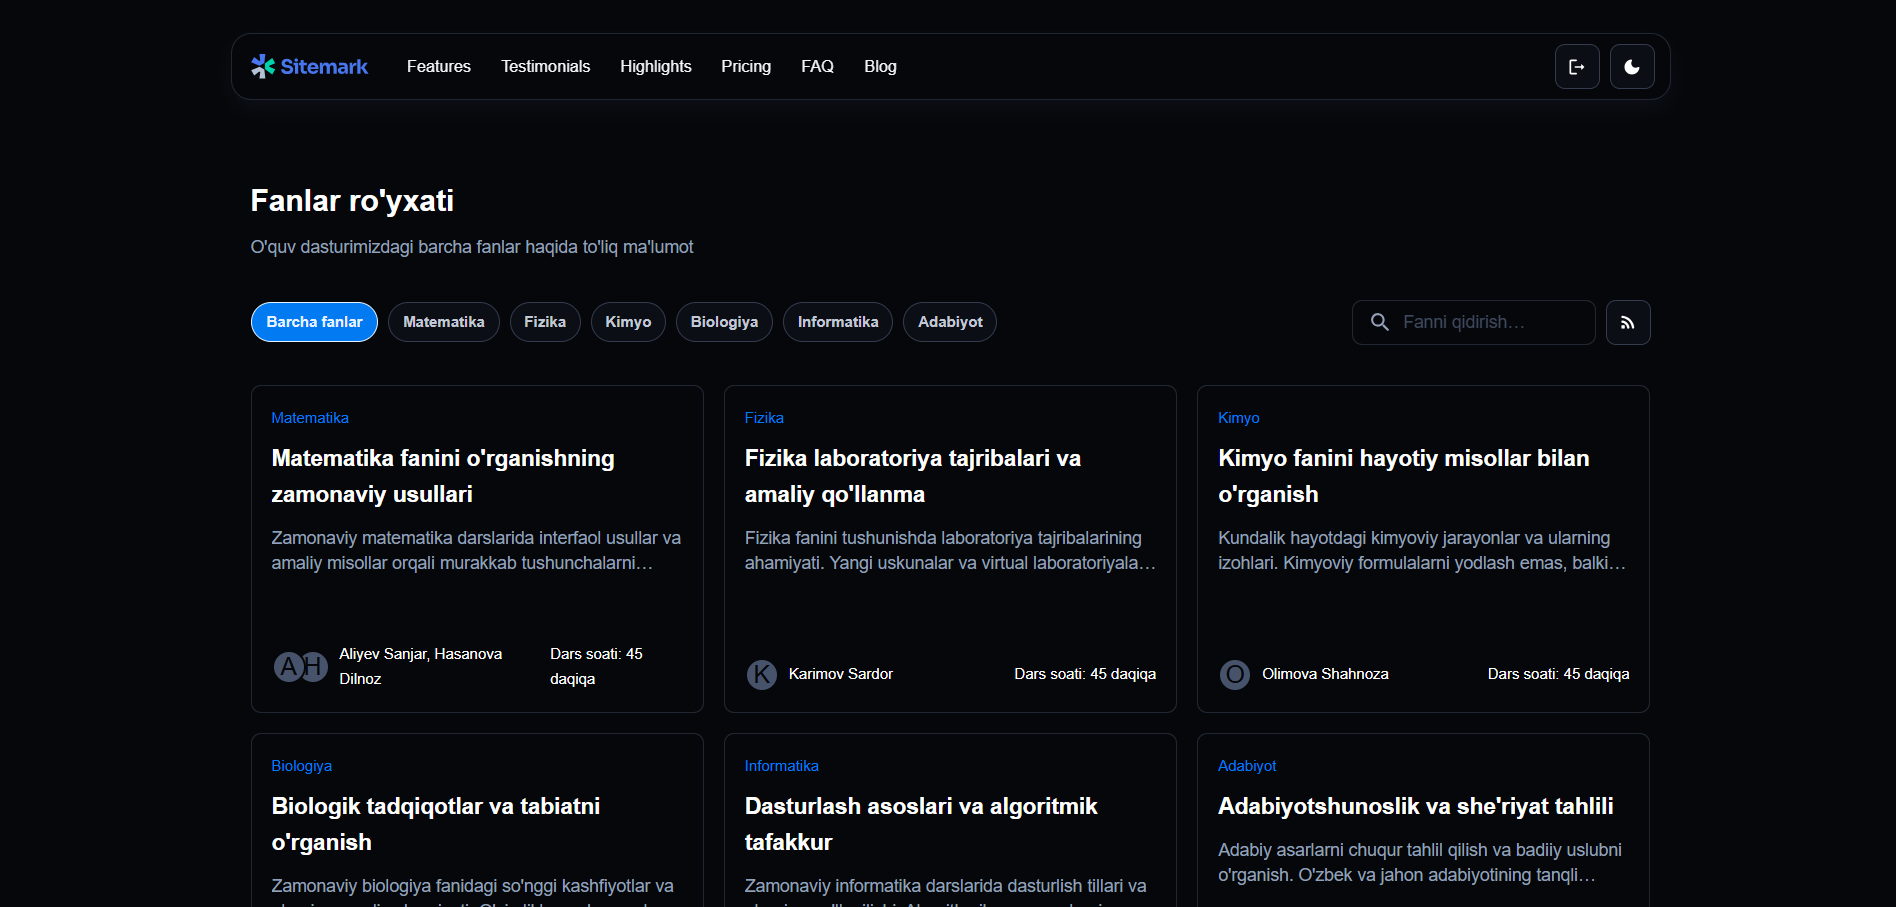 Sitemark Features Testimonials Highlights Pricing FAQ Blog
Fanlar ro'yxati
O'quv dasturimizdagi barcha fanlar haqida to'liq ma'lumot
Barcha fanlar Matematika Fizika Kimyo Biologiya Informatika Adabiyot Fanni qidirish...
Matematika
Matematika fanini o'rganishning
zamonaviy usullari
Zamonaviy matematika darslarida interfaol usullar va
amaliy misollar orqali murakkab tushunchalarni...
A H Aliyev Sanjar, Hasanova
Dilnoz
Dars soati: 45
daqiqa
Fizika
Fizika laboratoriya tajribalari va
amaliy qo'llanma
Fizika fanini tushunishda laboratoriya tajribalarining
ahamiyati. Yangi uskunalar va virtual laboratoriyala...
K Karimov Sardor Dars soati: 45 daqiqa
Kimyo
Kimyo fanini hayotiy misollar bilan
o'rganish
Kundalik hayotdagi kimyoviy jarayonlar va ularning
izohlari. Kimyoviy formulalarni yodlash emas, balki...
O Olimova Shahnoza Dars soati: 45 daqiqa
Biologiya
Biologik tadqiqotlar va tabiatni
o'rganish
Zamonaviy biologiya fanidagi so'nggi kashfiyotlar va
Informatika
Dasturlash asoslari va algoritmik
tafakkur
Zamonaviy informatika darslarida dasturlish tillari va
Adabiyot
Adabiyotshunoslik va she'riyat tahlili
Adabiy asarlarni chuqur tahlil qilish va badiiy uslubni
o'rganish. O'zbek va jahon adabiyotining tanqli...